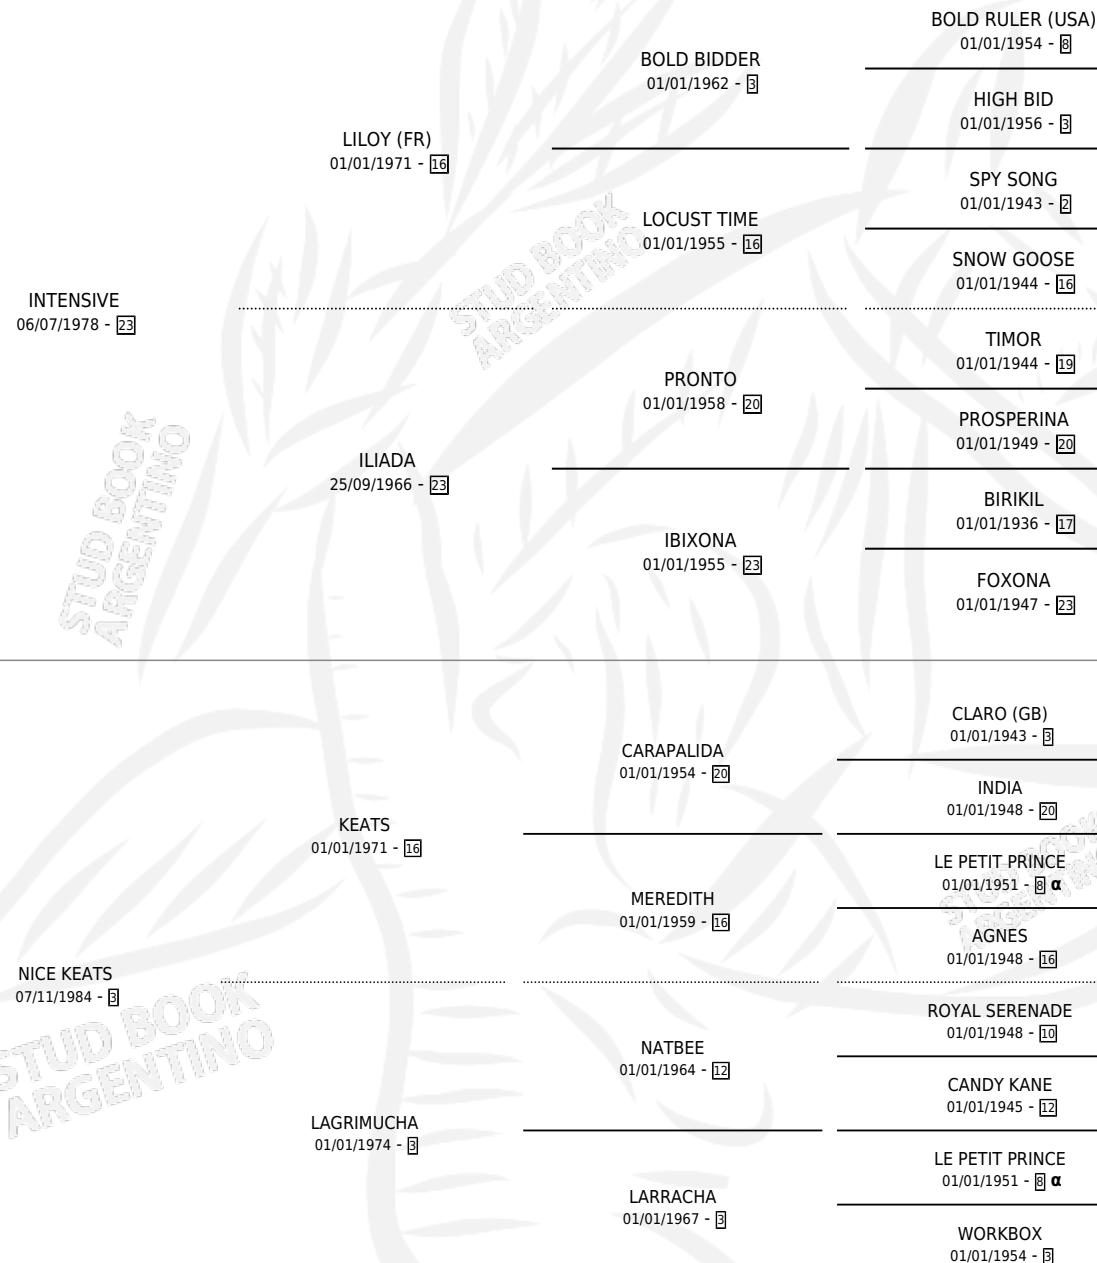 BOLD RULER (USA)
01/01/1954 - 8
BOLD BIDDER
01/01/1962 - 3
HIGH BID
01/01/1956 - 3
LILOY (FR)
01/01/1971 - 16
SPY SONG
01/01/1943 - 2
LOCUST TIME
01/01/1955 - 16
SNOW GOOSE
01/01/1944 - 16
INTENSIVE
06/07/1978 - 23
TIMOR
01/01/1944 - 19
PRONTO
01/01/1958 - 20
PROSPERINA
01/01/1949 - 20
ILIADA
25/09/1966 - 23
BIRIKIL
01/01/1936 - 17
IBIXONA
01/01/1955 - 23
FOXONA
01/01/1947 - 23
CLARO (GB)
01/01/1943 - 3
CARAPALIDA
01/01/1954 - 20
INDIA
01/01/1948 - 20
KEATS
01/01/1971 - 16
LE PETIT PRINCE
01/01/1951 - 8 α
MEREDITH
01/01/1959 - 16
AGNES
01/01/1948 - 16
NICE KEATS
07/11/1984 - 3
ROYAL SERENADE
01/01/1948 - 10
NATBEE
01/01/1964 - 12
CANDY KANE
01/01/1945 - 12
LAGRIMUCHA
01/01/1974 - 3
LE PETIT PRINCE
01/01/1951 - 8 α
LARRACHA
01/01/1967 - 3
WORKBOX
01/01/1954 - 3
STUD BOOK
ARGENTINO
STUD BOOK
ARGENTINO
STUD BOOK
ARGENTINO